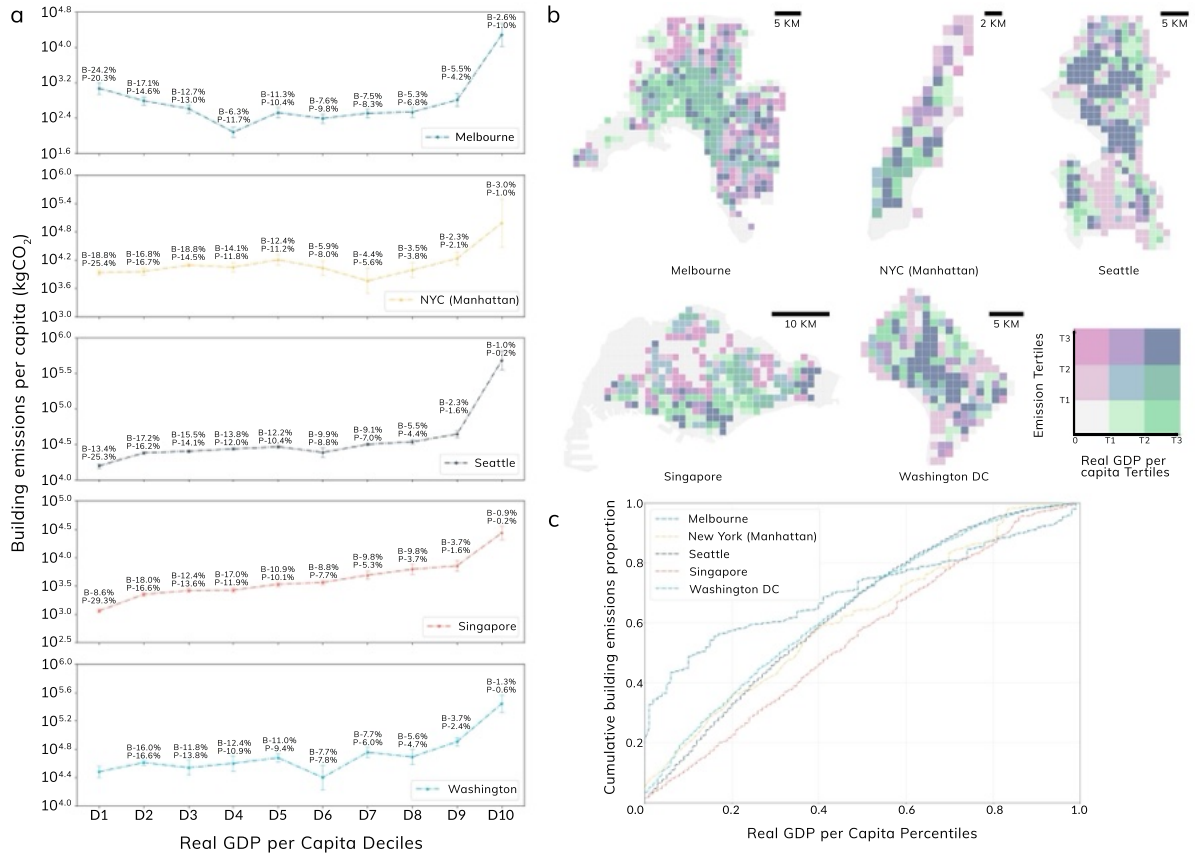 a
Building emissions per capita (kgCO2)
10^4.8
10^4.0
10^3.2
10^2.4
10^1.6
B-24.2%
P-20.3%
B-17.1%
P-14.6%
B-12.7%
P-13.0%
B-6.3%
P-11.7%
B-11.3%
P-10.4%
B-7.6%
P-9.8%
B-7.5%
P-8.3%
B-5.3%
P-6.8%
B-5.5%
P-4.2%
B-2.6%
P-1.0%
Melbourne
10^6.0
10^5.4
10^4.8
10^4.2
10^3.6
10^3.0
B-18.8%
P-25.4%
B-16.8%
P-16.7%
B-18.8%
P-14.5%
B-14.1%
P-11.8%
B-12.4%
P-11.2%
B-5.9%
P-8.0%
B-4.4%
P-5.6%
B-3.5%
P-3.8%
B-2.3%
P-2.1%
B-3.0%
P-1.0%
NYC (Manhattan)
10^6.0
10^5.5
10^5.0
10^4.5
10^4.0
B-13.4%
P-25.3%
B-17.2%
P-16.2%
B-15.5%
P-14.1%
B-13.8%
P-12.0%
B-12.2%
P-10.4%
B-9.9%
P-8.8%
B-9.1%
P-7.0%
B-5.5%
P-4.4%
B-2.3%
P-1.6%
B-1.0%
P-0.2%
Seattle
10^5.0
10^4.5
10^4.0
10^3.5
10^3.0
10^2.5
B-8.6%
P-29.3%
B-18.0%
P-16.6%
B-12.4%
P-13.6%
B-17.0%
P-11.9%
B-10.9%
P-10.1%
B-8.8%
P-7.7%
B-9.8%
P-5.3%
B-9.8%
P-3.7%
B-3.7%
P-1.6%
B-0.9%
P-0.2%
Singapore
10^6.0
10^5.6
10^5.2
10^4.8
10^4.4
10^4.0
B-16.0%
P-16.6%
B-11.8%
P-13.8%
B-12.4%
P-10.9%
B-11.0%
P-9.4%
B-7.7%
P-7.8%
B-7.7%
P-6.0%
B-5.6%
P-4.7%
B-3.7%
P-2.4%
B-1.3%
P-0.6%
Washington
D1 D2 D3 D4 D5 D6 D7 D8 D9 D10
Real GDP per Capita Deciles
b
5 KM
2 KM
5 KM
Melbourne
NYC (Manhattan)
Seattle
10 KM
5 KM
Singapore
Washington DC
Emission Tertiles
T3
T2
T1
0 T1 T2 T3
Real GDP per
capita Tertiles
c
Cumulative building emissions proportion
1.0
0.8
0.6
0.4
0.2
Melbourne
New York (Manhattan)
Seattle
Singapore
Washington DC
0.0 0.2 0.4 0.6 0.8 1.0
Real GDP per Capita Percentiles